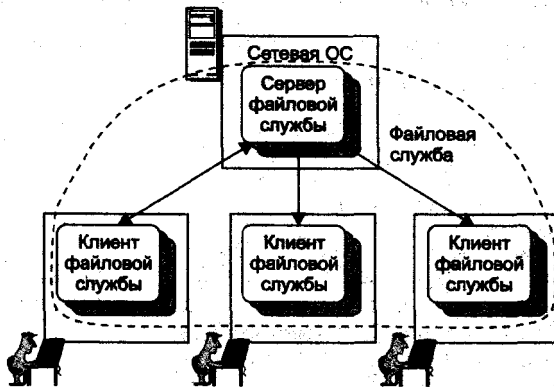 Сетевая ОС
Сервер
файловой
службы
Файловая
служба
Клиент
файловой
службы
Клиент
файловой
службы
Клиент
файловой
службы